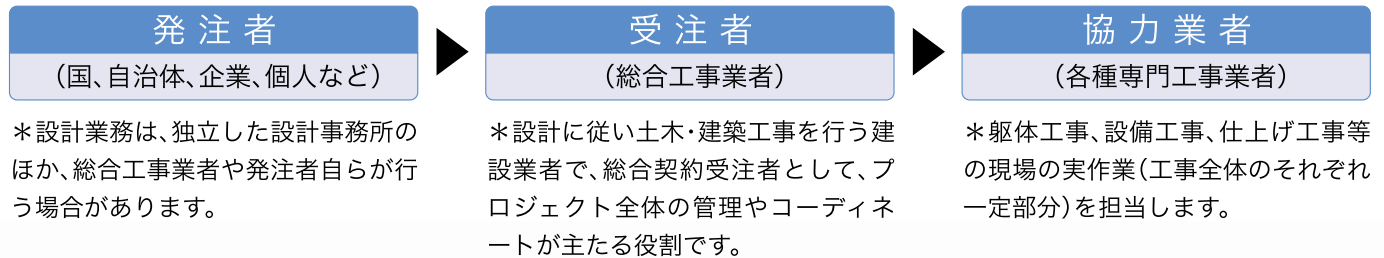 発注者
（国、自治体、企業、個人など）
＊設計業務は、独立した設計事務所の
ほか、総合工事業者や発注者自らが行
う場合があります。
受注者
（総合工事業者）
＊設計に従い土木・建築工事を行う建
設業者で、総合契約受注者として、プ
ロジェクト全体の管理やコーディネ
ートが主たる役割です。
協力業者
（各種専門工事業者）
＊躯体工事、設備工事、仕上げ工事等
の現場の実作業（工事全体のそれぞれ
一定部分）を担当します。